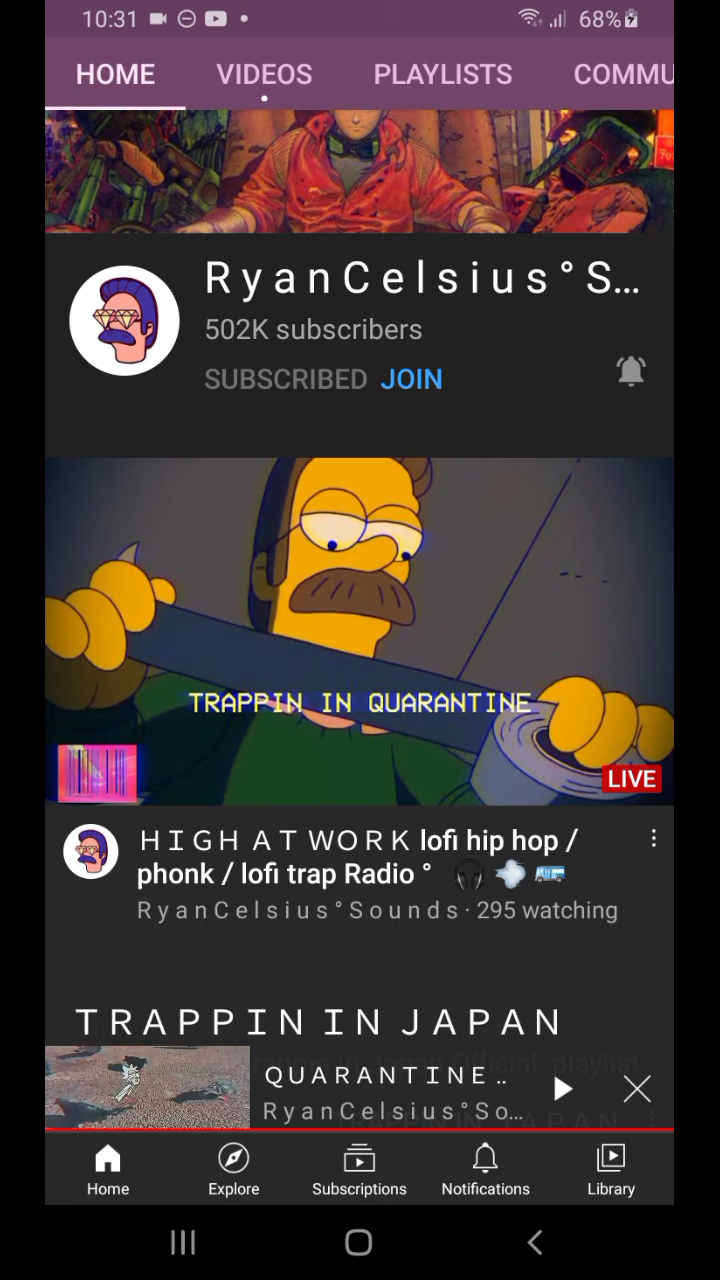 10:31
68%
HOME VIDEOS PLAYLISTS COMMU
RyanCelsius°S...
502K subscribers
SUBSCRIBED JOIN
TRAPPIN IN QUARANTINE
LIVE
HIGH AT WORK lofi hip hop /
phonk / lofi trap Radio °
RyanCelsius°Sounds · 295 watching
TRAPPIN IN JAPAN
QUARANTINE ..
RyanCelsius°So...
Home Explore Subscriptions Notifications Library